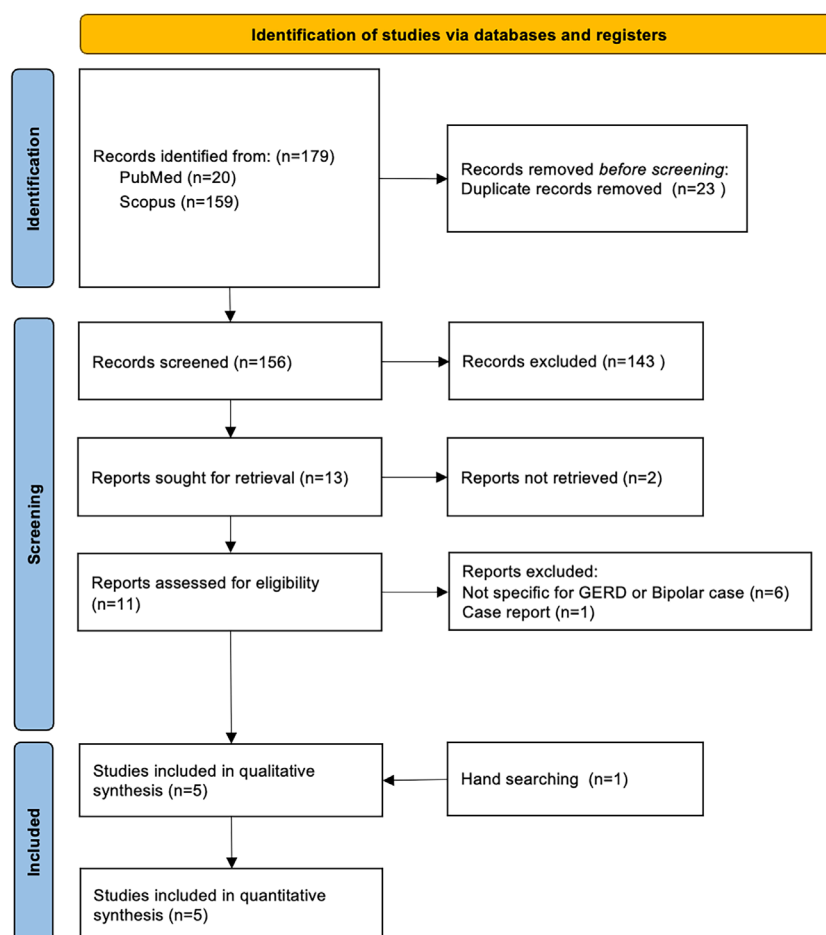 Identification of studies via databases and registers
Identification
Records identified from: (n=179)
PubMed (n=20)
Scopus (n=159)
Records removed before screening:
Duplicate records removed (n=23 )
Screening
Records screened (n=156)
Records excluded (n=143 )
Reports sought for retrieval (n=13)
Reports not retrieved (n=2)
Reports assessed for eligibility
(n=11)
Reports excluded:
Not specific for GERD or Bipolar case (n=6)
Case report (n=1)
Included
Studies included in qualitative
synthesis (n=5)
Hand searching (n=1)
Studies included in quantitative
synthesis (n=5)